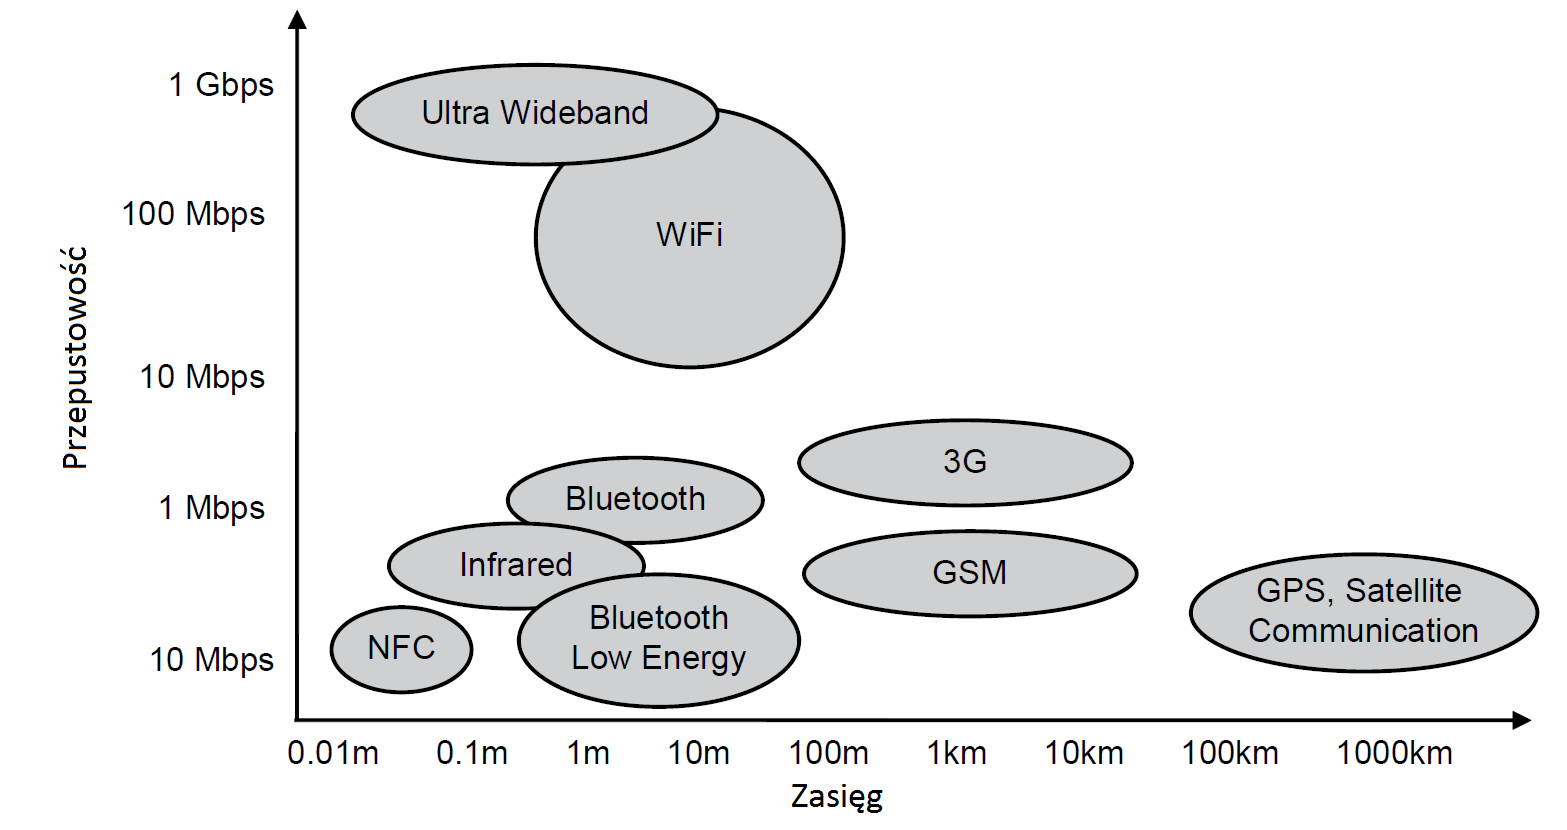 1 Gbps
Ultra Wideband
100 Mbps
WiFi
Przepustowość
10 Mbps
3G
Bluetooth
1 Mbps
Infrared
GSM
GPS, Satellite
Communication
Bluetooth
Low Energy
NFC
10 Mbps
0.01m 0.1m 1m 10m 100m 1km 10km 100km 1000km
Zasięg